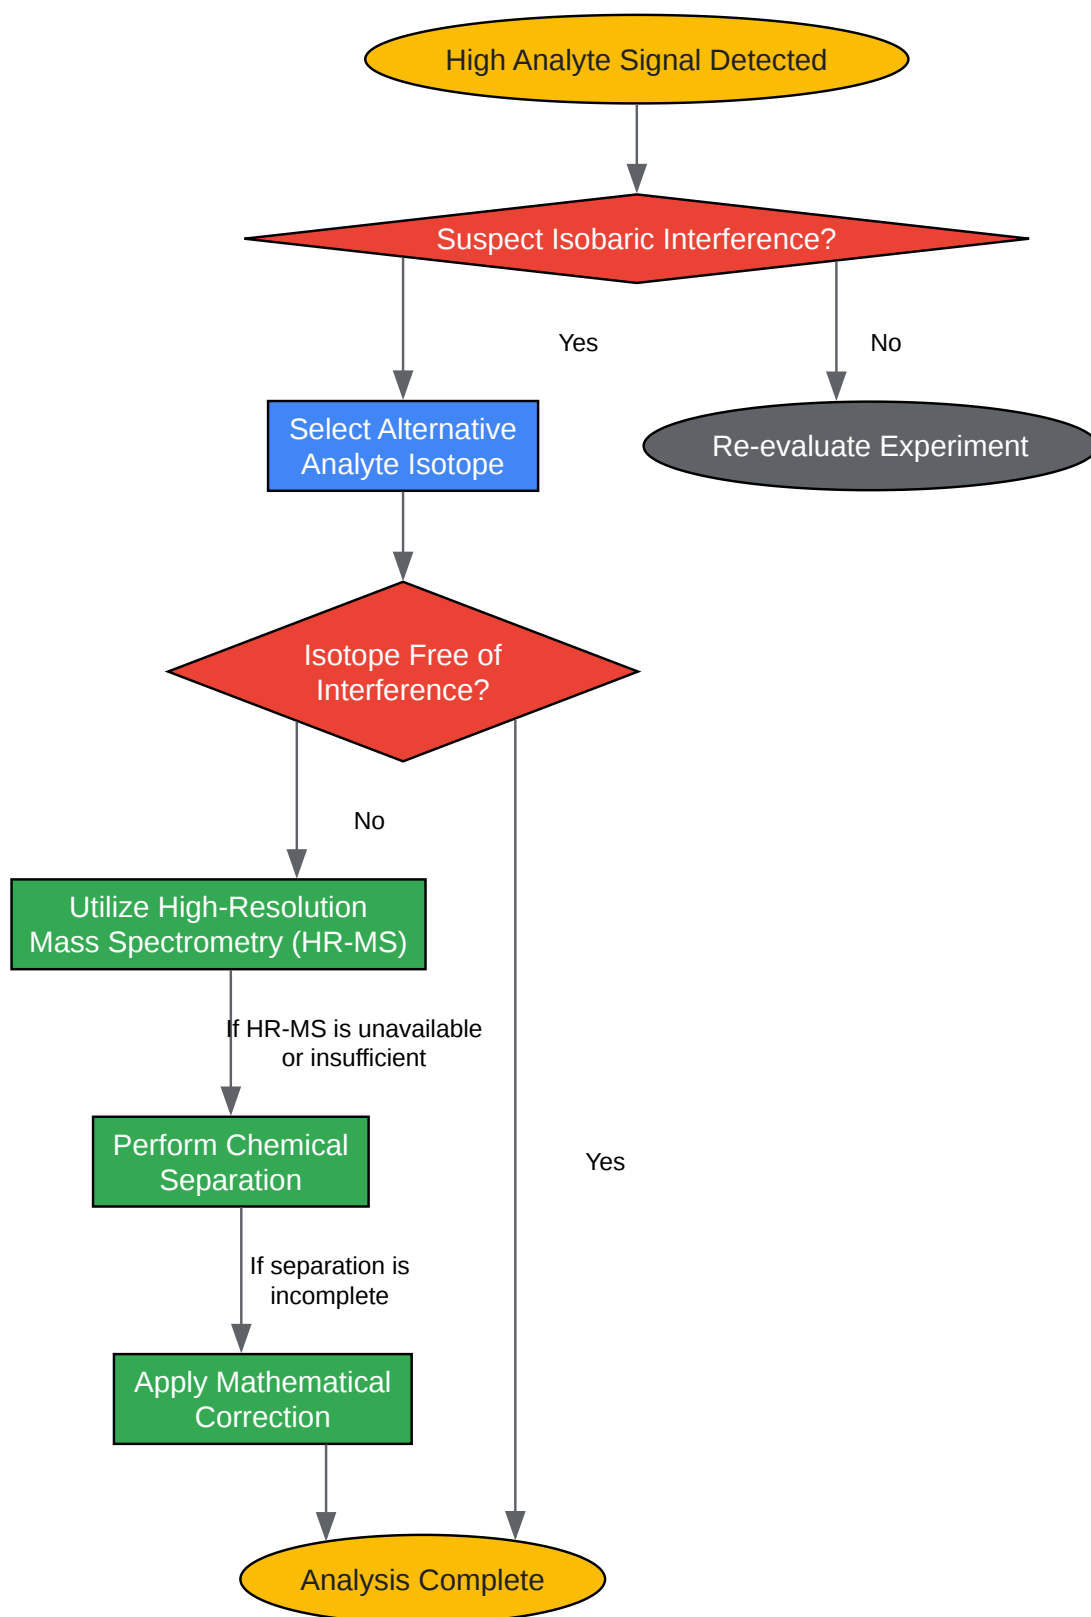 High Analyte Signal Detected
Suspect Isobaric Interference?
Yes
No
Select Alternative
Analyte Isotope
Re-evaluate Experiment
Isotope Free of
Interference?
No
Utilize High-Resolution
Mass Spectrometry (HR-MS)
If HR-MS is unavailable
or insufficient
Perform Chemical
Separation
Yes
If separation is
incomplete
Apply Mathematical
Correction
Analysis Complete